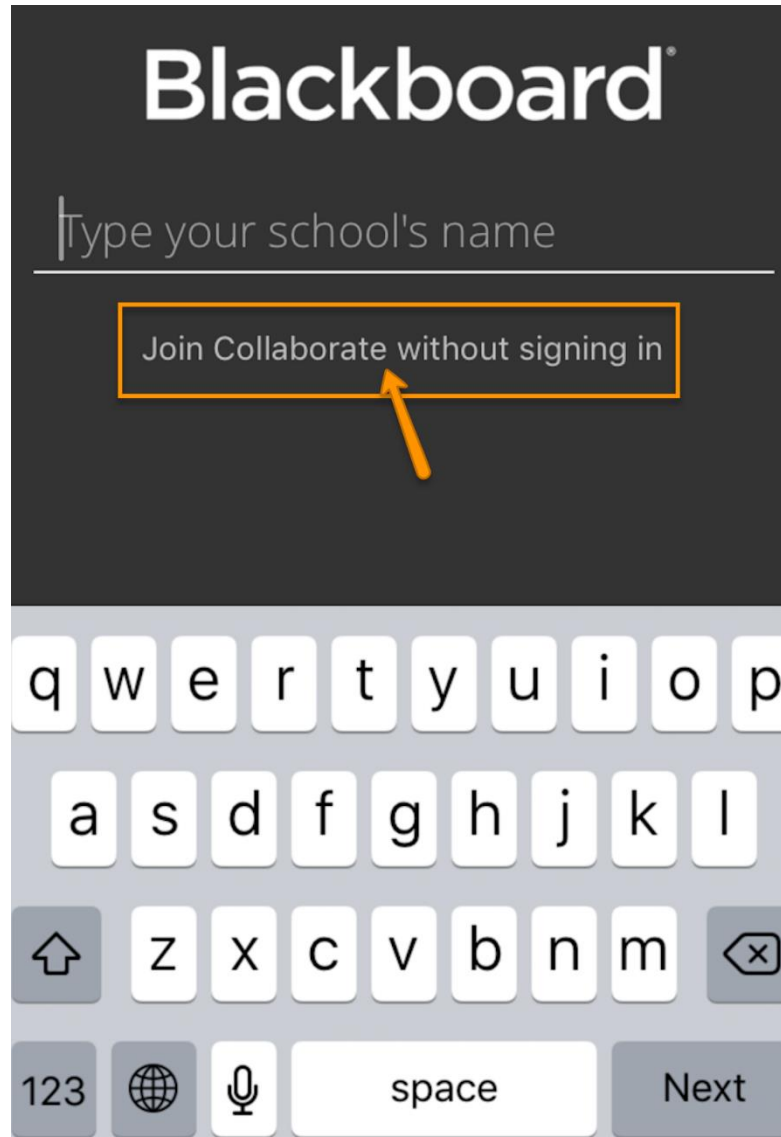 Blackboard®
Type your school's name
Join Collaborate without signing in
q w e r t y u i o p
a s d f g h j k l
z x c v b n m
123 space Next